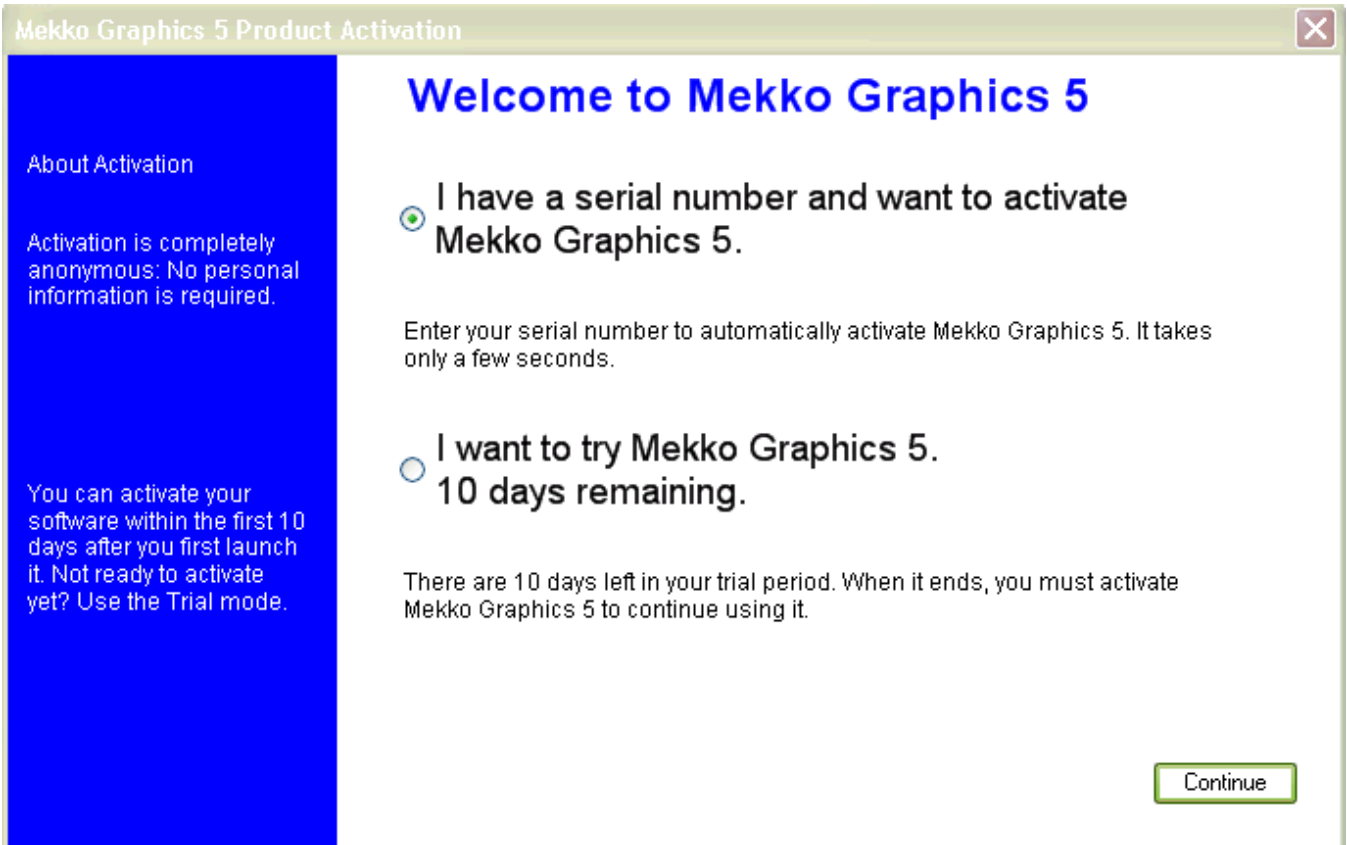 Mekko Graphics 5 Product Activation
About Activation
Activation is completely
anonymous: No personal
information is required.
You can activate your
software within the first 10
days after you first launch
it. Not ready to activate
yet? Use the Trial mode.
Welcome to Mekko Graphics 5
I have a serial number and want to activate
Mekko Graphics 5.
Enter your serial number to automatically activate Mekko Graphics 5. It takes
only a few seconds.
I want to try Mekko Graphics 5.
10 days remaining.
There are 10 days left in your trial period. When it ends, you must activate
Mekko Graphics 5 to continue using it.
Continue